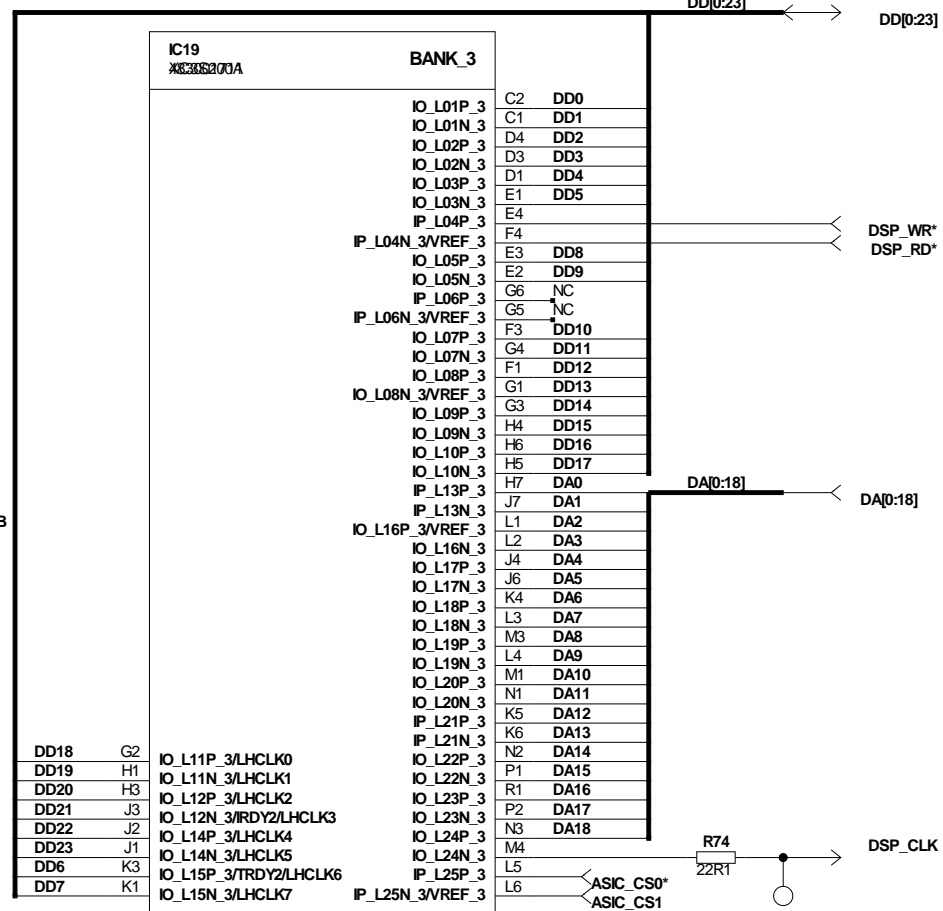 DD[0:23]
DD[0:23]
IC19
BANK_3
IO_L01P_3 C2 DD0
IO_L01N_3 C1 DD1
IO_L02P_3 D4 DD2
IO_L02N_3 D3 DD3
IO_L03P_3 D1 DD4
IO_L03N_3 E1 DD5
IP_L04P_3 E4 DSP_WR*
IP_L04N_3/VREF_3 F4 DSP_RD*
IO_L05P_3 E3 DD8
IO_L05N_3 E2 DD9
IP_L06P_3 G6 NC
IP_L06N_3/VREF_3 G5 NC
IO_L07P_3 F3 DD10
IO_L07N_3 G4 DD11
IO_L08P_3 F1 DD12
IO_L08N_3/VREF_3 G1 DD13
IO_L09P_3 G3 DD14
IO_L09N_3 H4 DD15
IO_L10P_3 H6 DD16
IO_L10N_3 H5 DD17
IP_L13P_3 H7 DA0 DA[0:18]
IP_L13N_3 J7 DA1 DA[0:18]
IO_L16P_3/VREF_3 L1 DA2
B
IO_L16N_3 L2 DA3
IO_L17P_3 J4 DA4
IO_L17N_3 J6 DA5
IO_L18P_3 K4 DA6
IO_L18N_3 L3 DA7
IO_L19P_3 M3 DA8
IO_L19N_3 L4 DA9
IO_L20P_3 M1 DA10
IO_L20N_3 N1 DA11
IP_L21P_3 K5 DA12
IP_L21N_3 K6 DA13
DD18 G2 IO_L11P_3/LHCLK0 IO_L22P_3 N2 DA14
DD19 H1 IO_L11N_3/LHCLK1 IO_L22N_3 P1 DA15
DD20 H3 IO_L12P_3/LHCLK2 IO_L23P_3 R1 DA16
DD21 J3 IO_L12N_3/IRDY2/LHCLK3 IO_L23N_3 P2 DA17
DD22 J2 IO_L14P_3/LHCLK4 IO_L24P_3 N3 DA18
DD23 J1 IO_L14N_3/LHCLK5 IO_L24N_3 M4 R74 DSP_CLK
22R1
DD6 K3 IO_L15P_3/TRDY2/LHCLK6 IP_L25P_3 L5 ASIC_CS0*
DD7 K1 IO_L15N_3/LHCLK7 IP_L25N_3/VREF_3 L6 ASIC_CS1